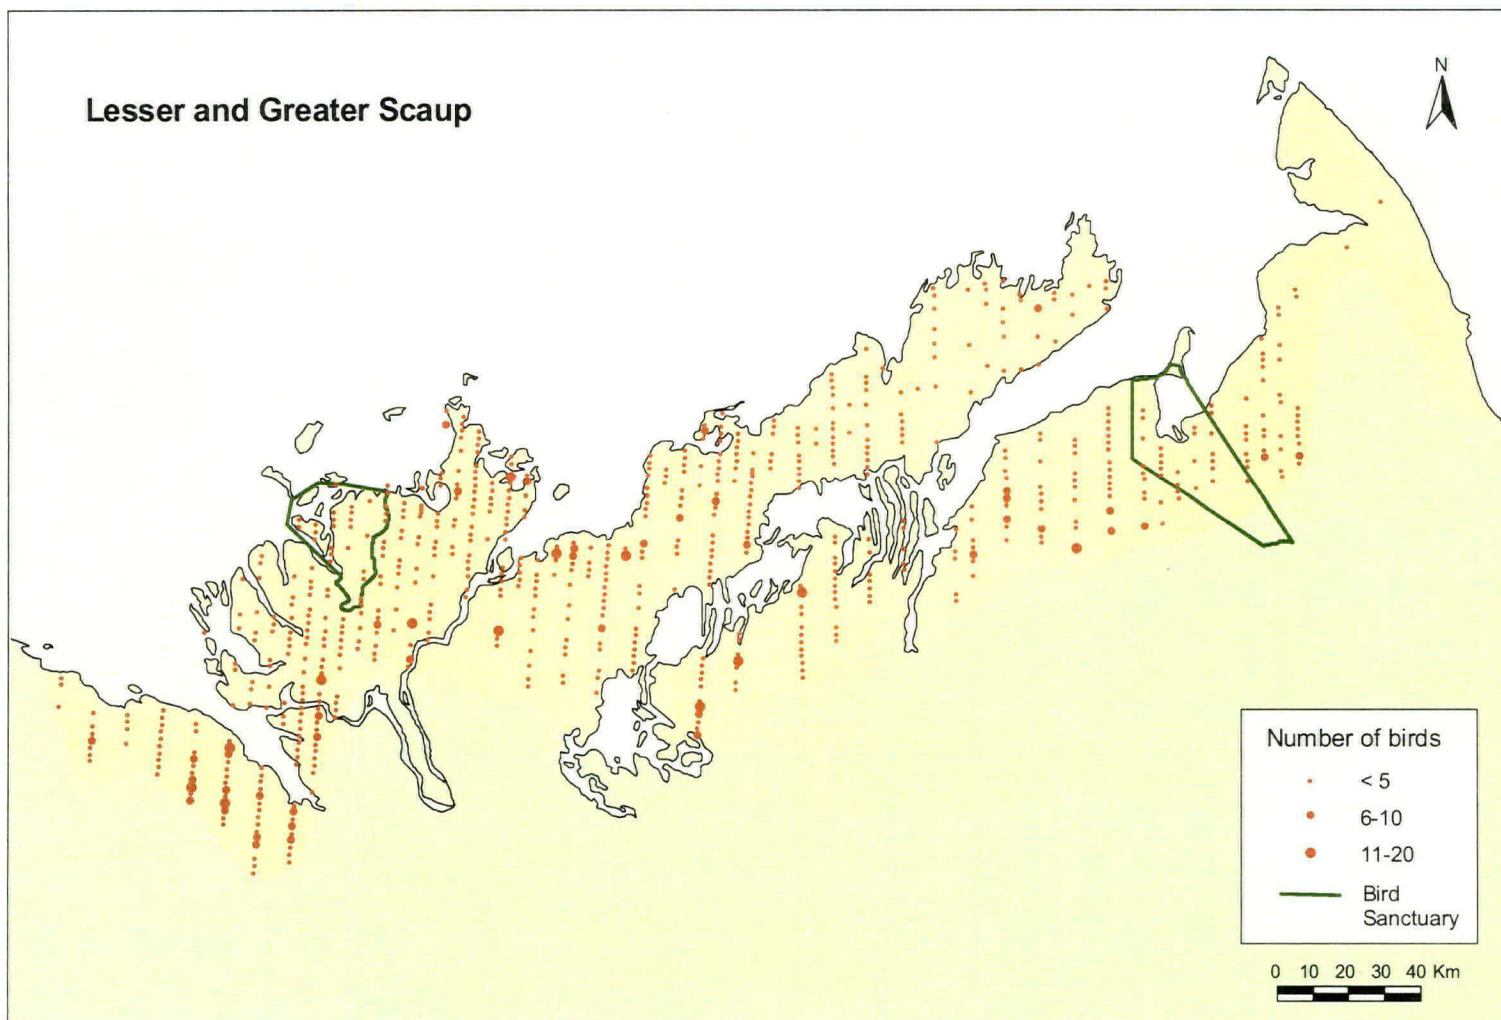 Lesser and Greater Scaup
N
Number of birds
< 5
6-10
11-20
Bird
Sanctuary
0 10 20 30 40 Km